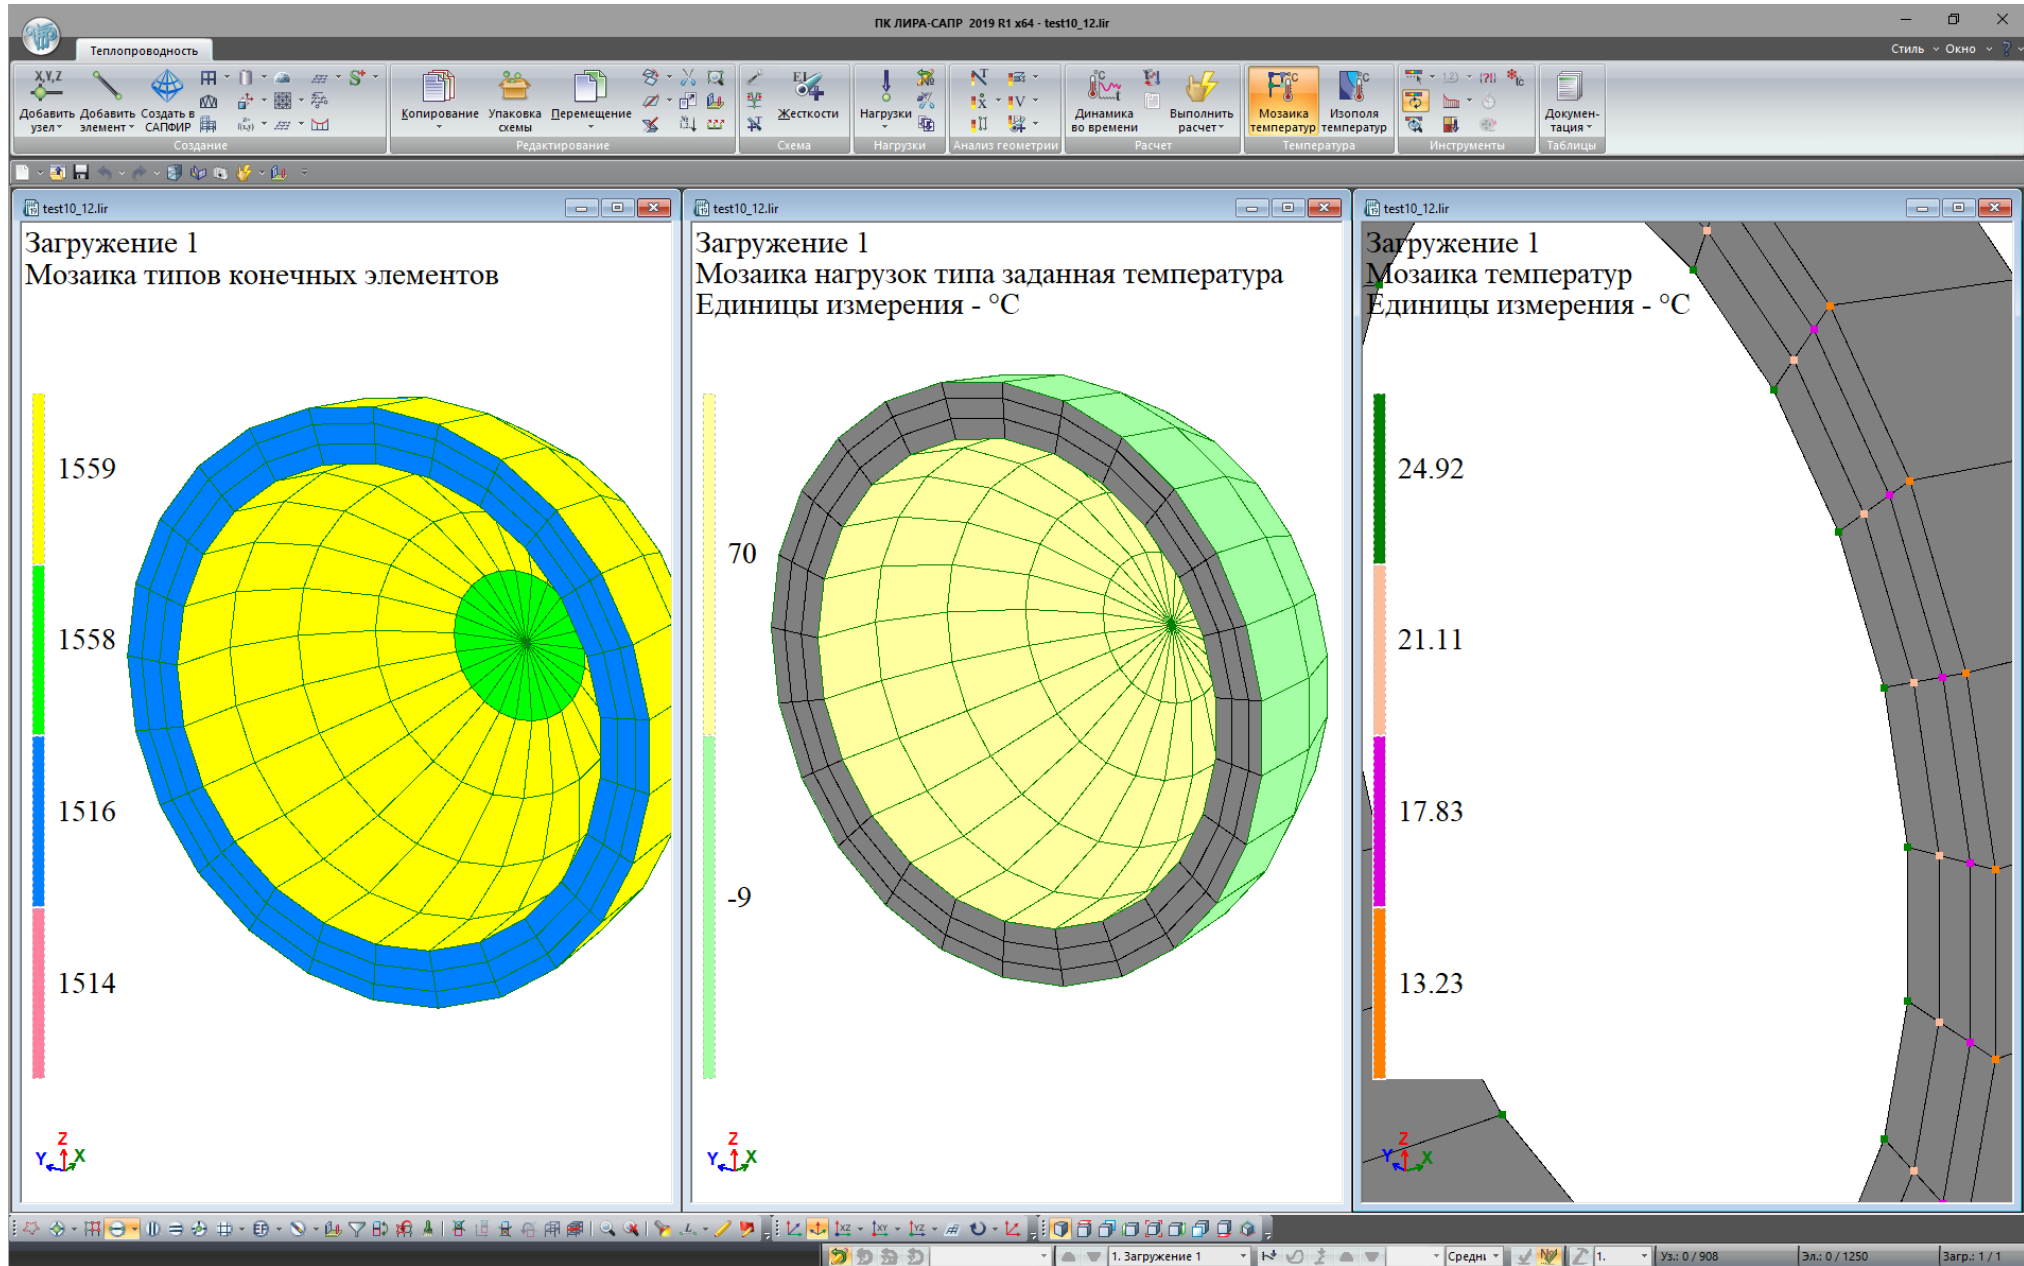 ПК ЛИРА-САПР 2019 R1 x64 - test10_12.lir
Теплопроводность
Стиль Окно
Добавить узел
Добавить элемент
Создать в САПФИР
Создание
Копирование
Упаковка схемы
Перемещение
Редактирование
Жесткости
Схема
Нагрузки
Нагрузки
Анализ геометрии
Динамика во времени
Выполнить расчет
Расчет
Мозаика температур
Изополя температур
Температура
Инструменты
Докумен-тация
Таблицы
test10_12.lir
Загружение 1
Мозаика типов конечных элементов
1559
1558
1516
1514
Z
Y X
test10_12.lir
Загружение 1
Мозаика нагрузок типа заданная температура
Единицы измерения - °C
70
-9
Z
Y X
test10_12.lir
Загружение 1
Мозаика температур
Единицы измерения - °C
24.92
21.11
17.83
13.23
Z
Y X
1. Загружение 1
Средн
1.
Уз.: 0 / 908
Эл.: 0 / 1250
Загр.: 1 / 1